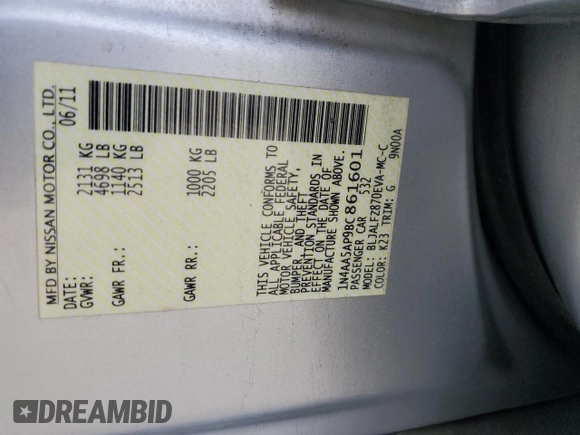 MFD BY NISSAN MOTOR CO., LTD.
DATE: 06/11
GVWR: 2131 KG
4698 LB
GAWR FR.: 1140 KG
2513 LB
GAWR RR.: 1000 KG
2205 LB
THIS VEHICLE CONFORMS TO
ALL APPLICABLE FEDERAL
MOTOR VEHICLE SAFETY,
BUMPER, AND THEFT
PREVENTION STANDARDS IN
EFFECT ON THE DATE OF
MANUFACTURE SHOWN ABOVE.
1N4AA5AP9BC861601
PASSENGER CAR 532
MODEL: BLJALFZ870EVA-MC-C
COLOR: K23 TRIM: G 9N00A
DREAMBID